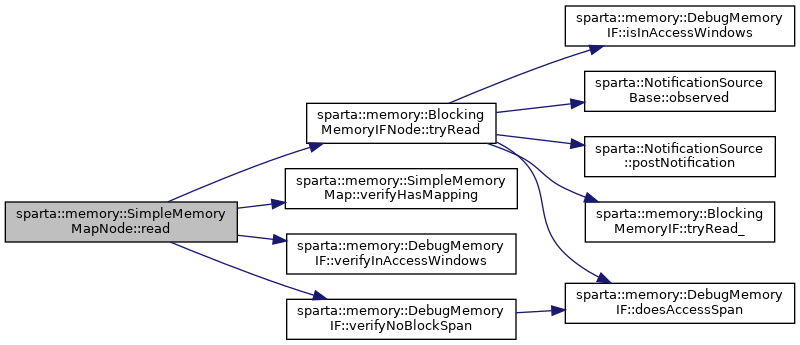 sparta::memory::SimpleMemory
MapNode::read
sparta::memory::Blocking
MemoryIFNode::tryRead
sparta::memory::SimpleMemory
Map::verifyHasMapping
sparta::memory::DebugMemory
IF::verifyInAccessWindows
sparta::memory::DebugMemory
IF::verifyNoBlockSpan
sparta::memory::DebugMemory
IF::isInAccessWindows
sparta::NotificationSource
Base::observed
sparta::NotificationSource
::postNotification
sparta::memory::Blocking
MemoryIF::tryRead_
sparta::memory::DebugMemory
IF::doesAccessSpan